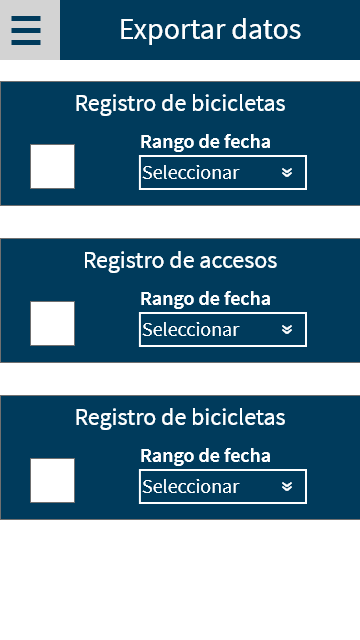 Exportar datos
Registro de bicicletas
Rango de fecha
Seleccionar
Registro de accesos
Rango de fecha
Seleccionar
Registro de bicicletas
Rango de fecha
Seleccionar